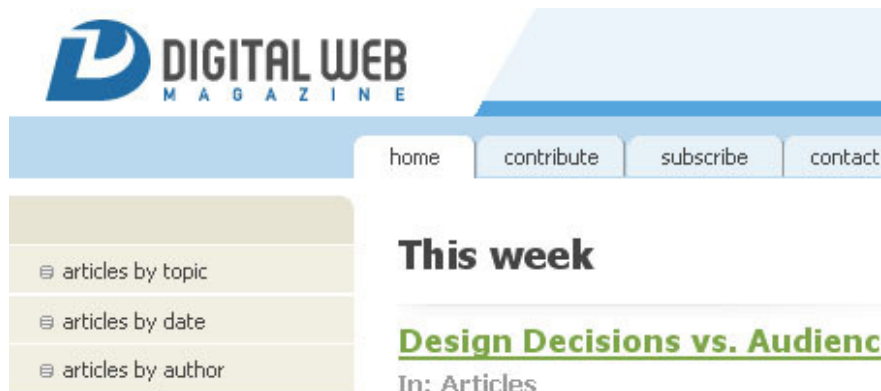 DIGITAL WEB
MAGAZINE
home contribute subscribe contact
This week
articles by topic
articles by date
articles by author
Design Decisions vs. Audienc
In: Articles